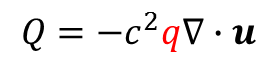 Q = −c²q∇ · u